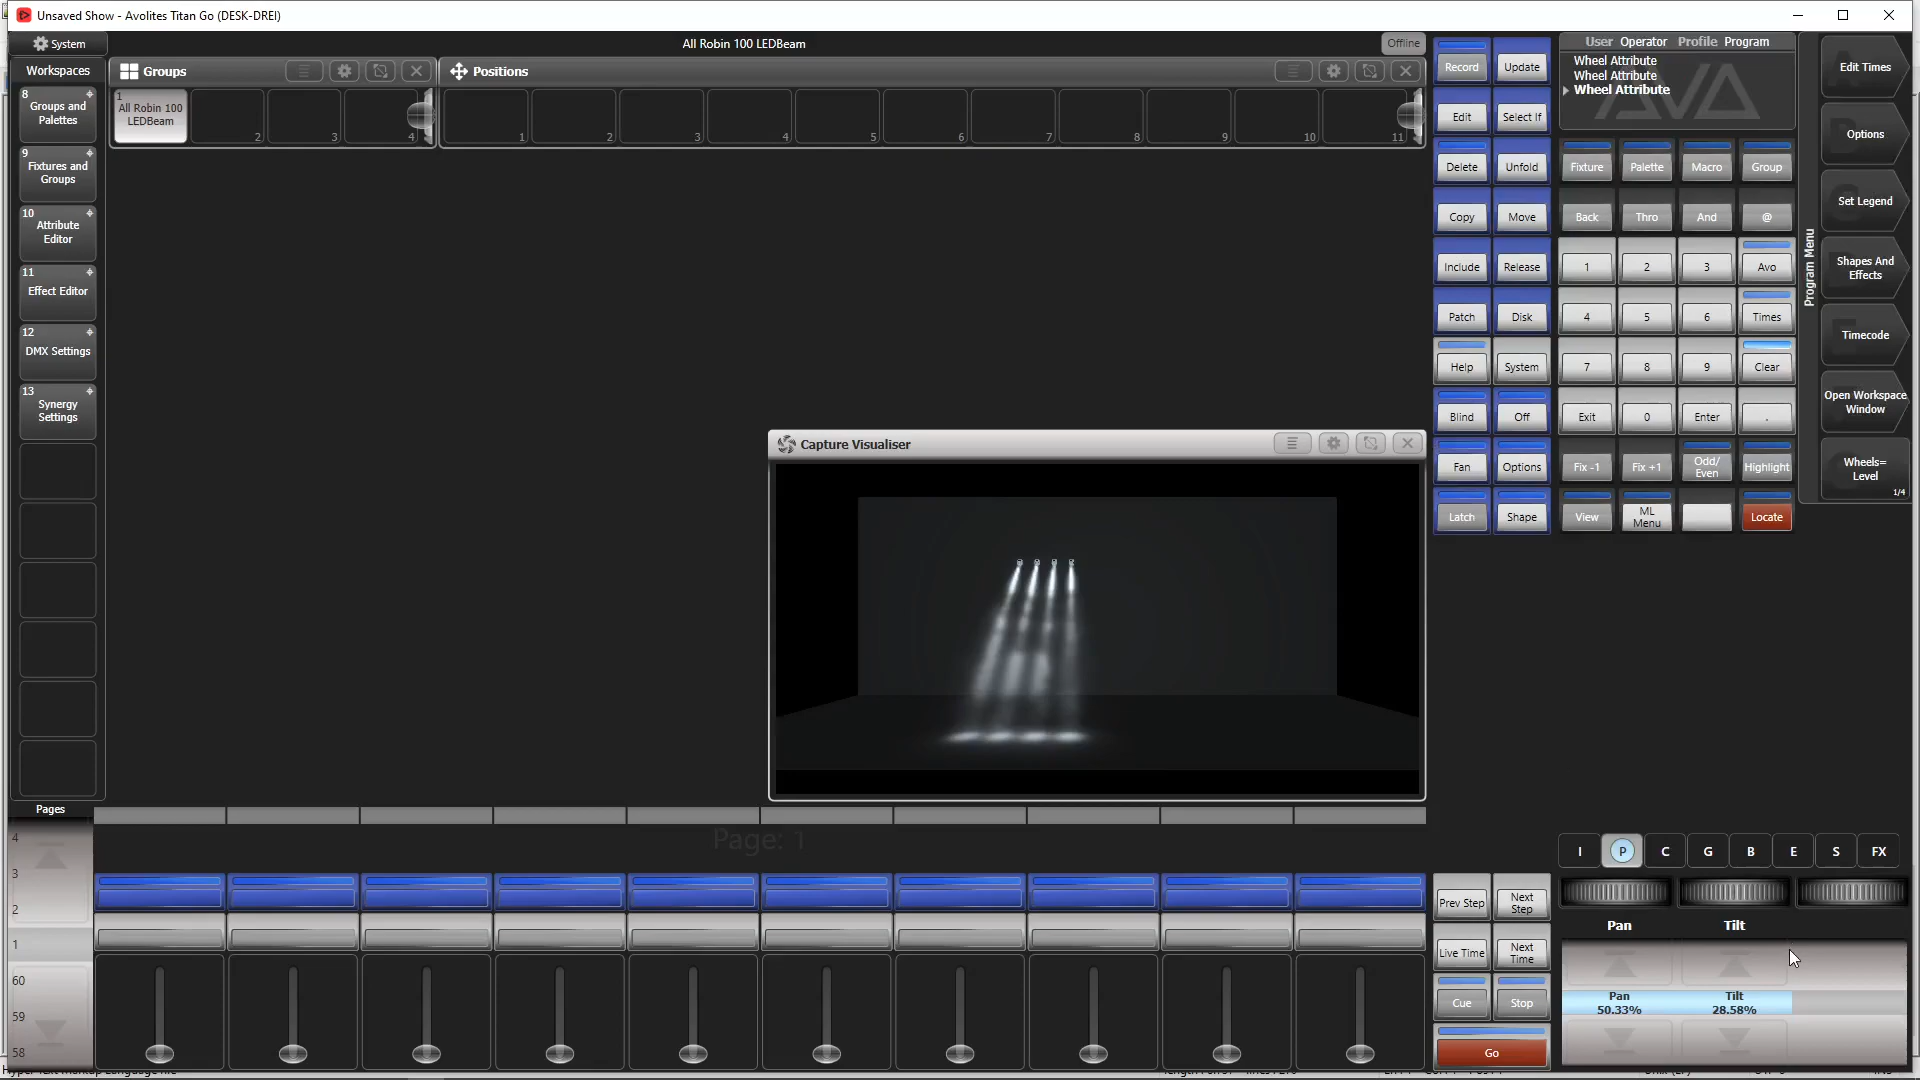 Unsaved Show - Avolites Titan Go (DESK-DREI)
System
All Robin 100 LEDBeam
Offline
Workspaces
8
Groups and
Palettes
9
Fixtures and
Groups
10
Attribute
Editor
11
Effect Editor
12
DMX Settings
13
Synergy
Settings
Groups
1
All Robin 100
LEDBeam
2
3
4
Positions
1
2
3
4
5
6
7
8
9
10
11
Capture Visualiser
Record
Update
Edit
Select If
Delete
Unfold
Copy
Move
Include
Release
Patch
Disk
Help
System
Blind
Off
Fan
Options
Latch
Shape
User Operator Profile Program
Wheel Attribute
Wheel Attribute
Wheel Attribute
Fixture
Palette
Macro
Group
Back
Thro
And
@
1
2
3
Avo
4
5
6
Times
7
8
9
Clear
Exit
0
Enter
.
Fix -1
Fix +1
Odd/
Even
Highlight
View
ML
Menu
Locate
Program Menu
Edit Times
Options
Set Legend
Shapes And
Effects
Timecode
Open Workspace
Window
Wheels=
Level
1/4
Pages
4
3
2
1
60
59
58
Page: 1
Prev Step
Next
Step
Live Time
Next
Time
Cue
Stop
Go
I
P
C
G
B
E
S
FX
Pan
Tilt
Pan
50.33%
Tilt
28.58%